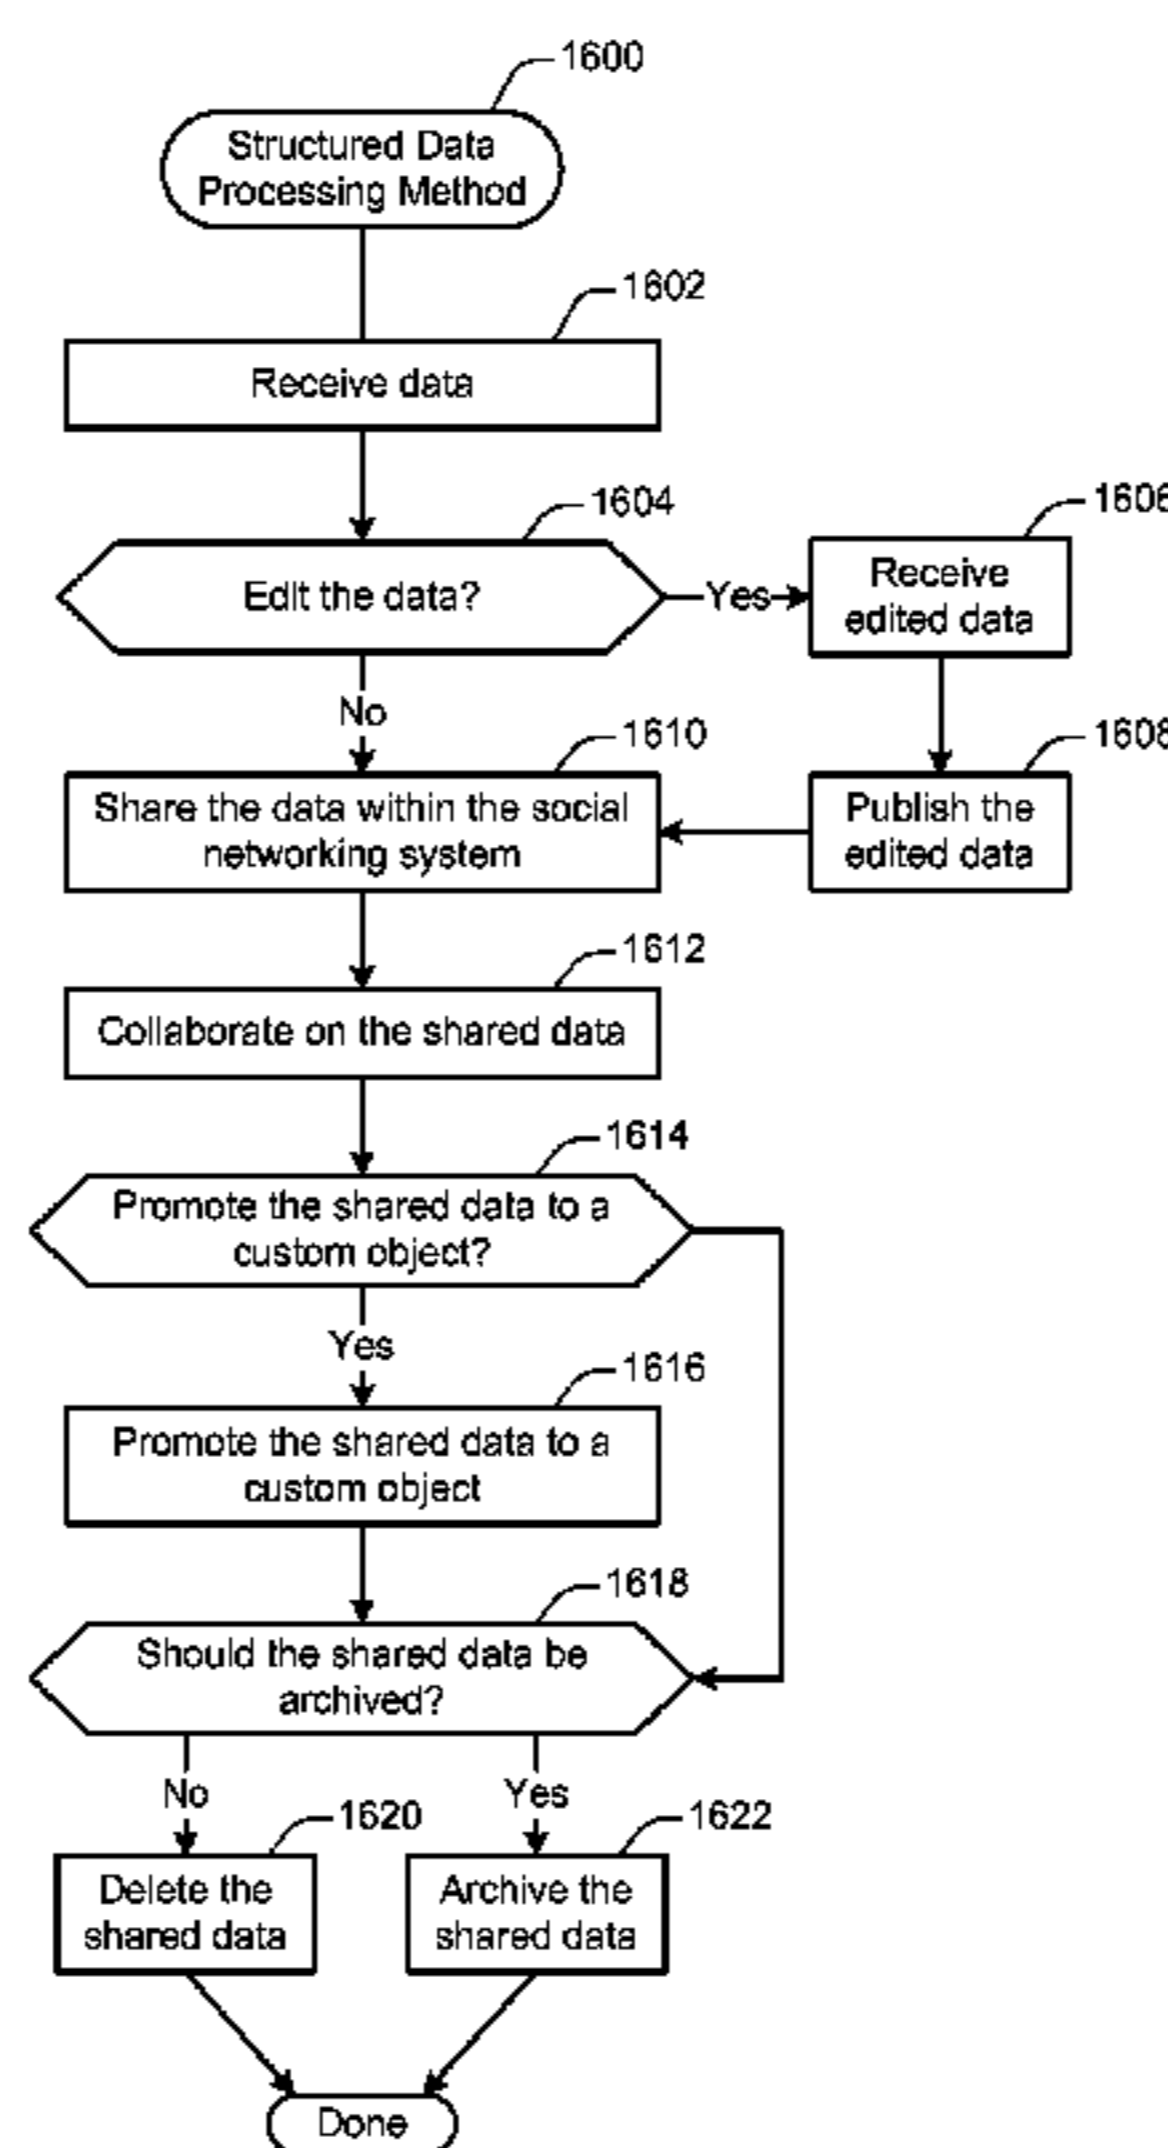 1600
Structured Data
Processing Method
1602
Receive data
1604
Edit the data?
Yes
1606
Receive
edited data
No
1610
Share the data within the social
networking system
1608
Publish the
edited data
1612
Collaborate on the shared data
1614
Promote the shared data to a
custom object?
Yes
1616
Promote the shared data to a
custom object
1618
Should the shared data be
archived?
No
Yes
1620
Delete the
shared data
1622
Archive the
shared data
Done